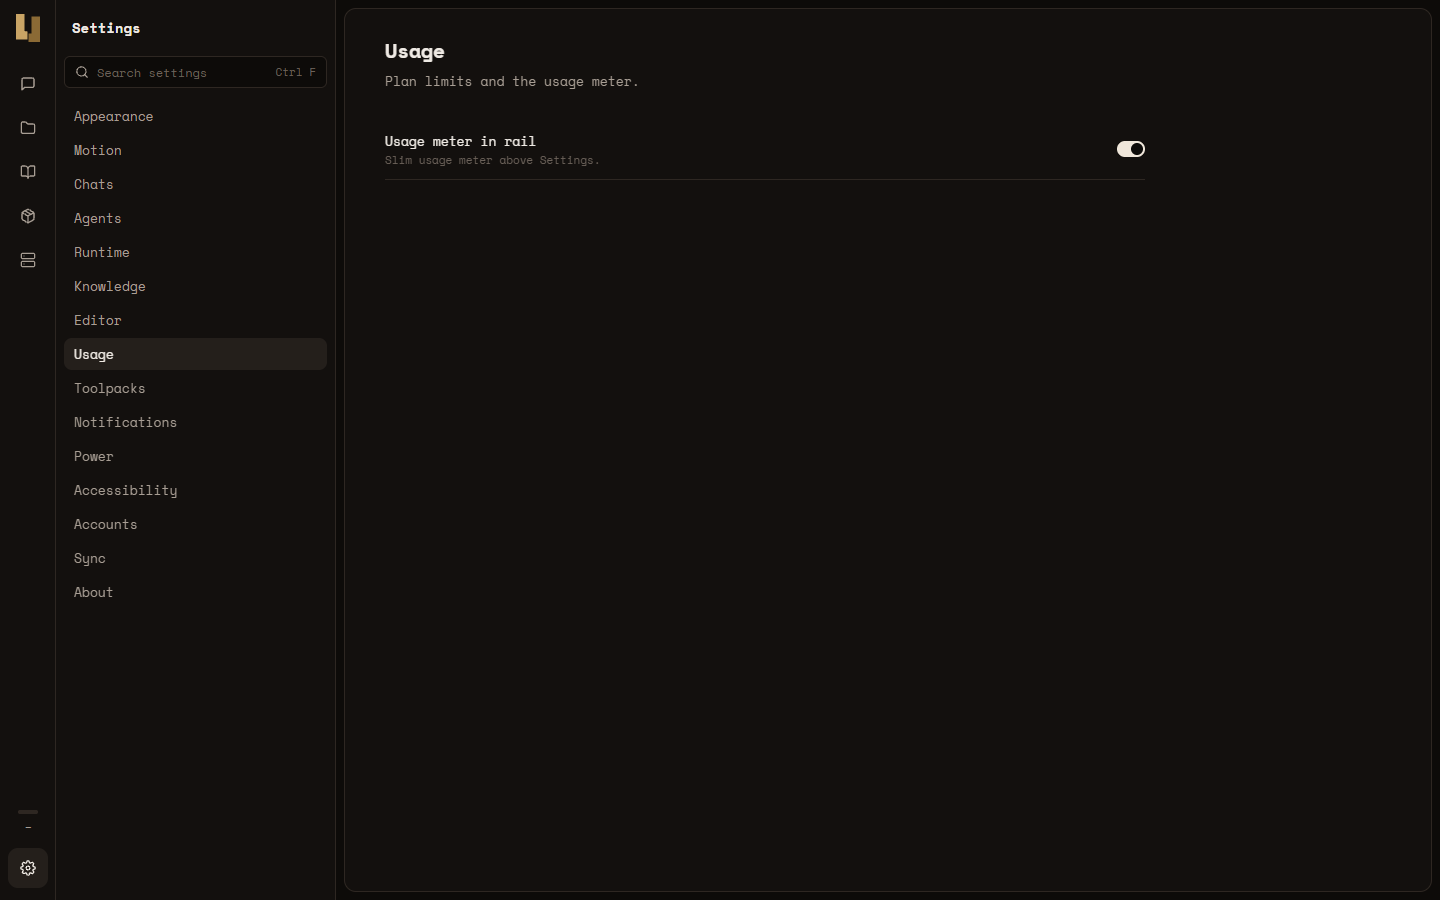 Settings
Search settings Ctrl F
Appearance
Motion
Chats
Agents
Runtime
Knowledge
Editor
Usage
Toolpacks
Notifications
Power
Accessibility
Accounts
Sync
About
Usage
Plan limits and the usage meter.
Usage meter in rail
Slim usage meter above Settings.
–